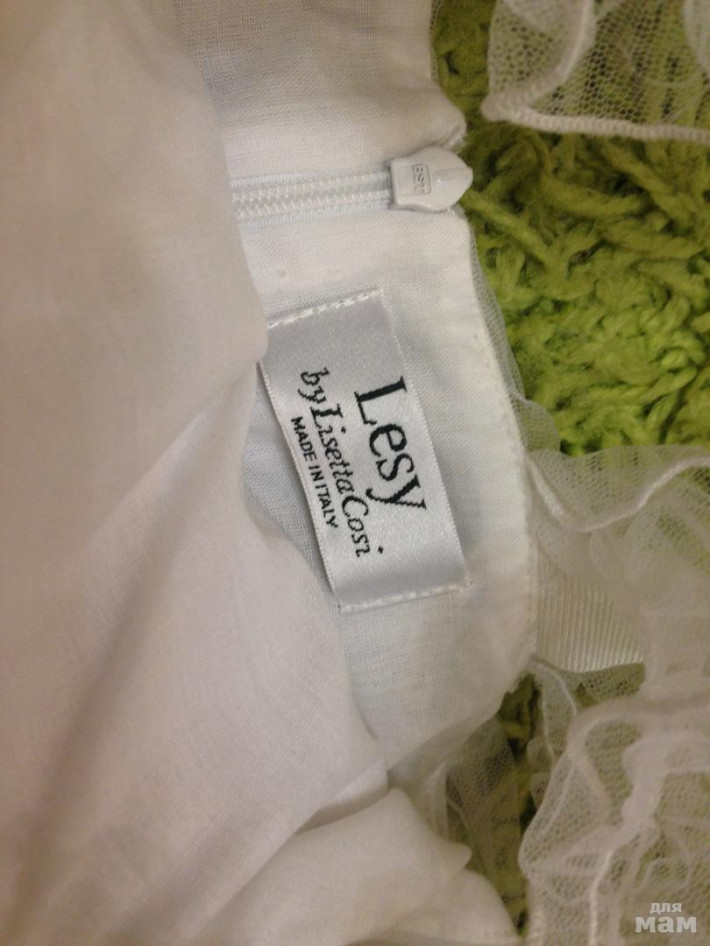 Lesy
by Lisetta Cosi
MADE IN ITALY
для
мам